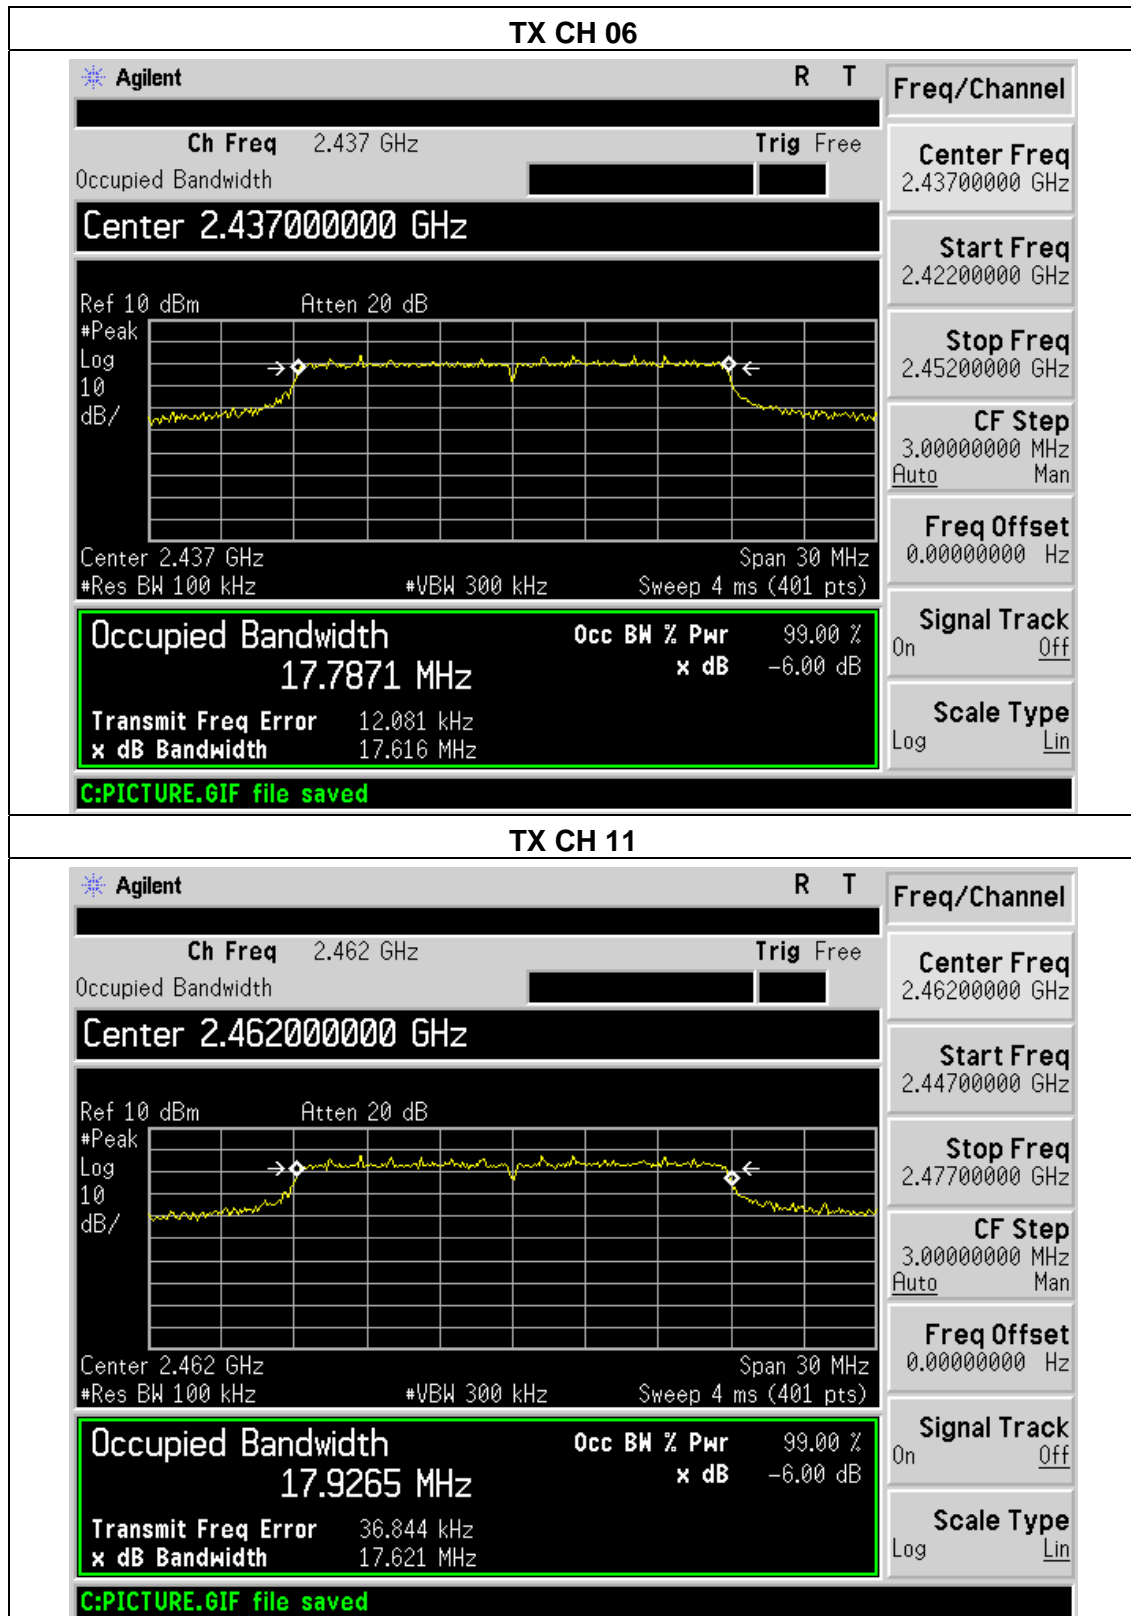 TX CH 06
Agilent R T
Freq/Channel
Ch Freq 2.437 GHz Trig Free
Occupied Bandwidth
Center 2.437000000 GHz
Ref 10 dBm Atten 20 dB
#Peak
Log
10
dB/
Center 2.437 GHz Span 30 MHz
#Res BW 100 kHz #VBW 300 kHz Sweep 4 ms (401 pts)
Occupied Bandwidth Occ BW % Pwr 99.00 %
17.7871 MHz x dB -6.00 dB
Transmit Freq Error 12.081 kHz
x dB Bandwidth 17.616 MHz
C:PICTURE.GIF file saved
Center Freq
2.43700000 GHz
Start Freq
2.42200000 GHz
Stop Freq
2.45200000 GHz
CF Step
3.00000000 MHz
Auto Man
Freq Offset
0.00000000 Hz
Signal Track
On Off
Scale Type
Log Lin
TX CH 11
Agilent R T
Freq/Channel
Ch Freq 2.462 GHz Trig Free
Occupied Bandwidth
Center 2.462000000 GHz
Ref 10 dBm Atten 20 dB
#Peak
Log
10
dB/
Center 2.462 GHz Span 30 MHz
#Res BW 100 kHz #VBW 300 kHz Sweep 4 ms (401 pts)
Occupied Bandwidth Occ BW % Pwr 99.00 %
17.9265 MHz x dB -6.00 dB
Transmit Freq Error 36.844 kHz
x dB Bandwidth 17.621 MHz
C:PICTURE.GIF file saved
Center Freq
2.46200000 GHz
Start Freq
2.44700000 GHz
Stop Freq
2.47700000 GHz
CF Step
3.00000000 MHz
Auto Man
Freq Offset
0.00000000 Hz
Signal Track
On Off
Scale Type
Log Lin